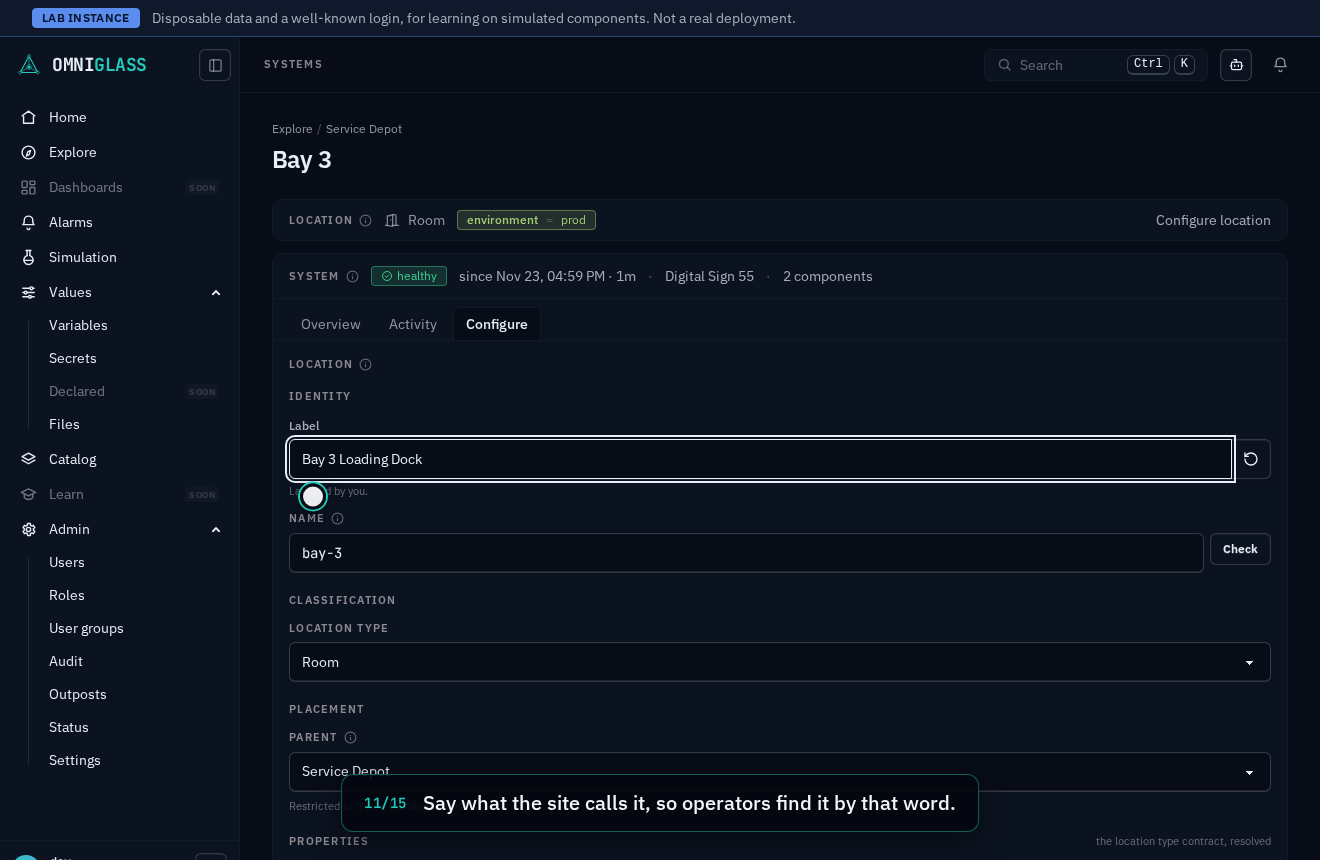 LAB INSTANCE Disposable data and a well-known login, for learning on simulated components. Not a real deployment.
OMNIGLASS
SYSTEMS
Search Ctrl K
Home
Explore
Dashboards SOON
Alarms
Simulation
Values
Variables
Secrets
Declared SOON
Files
Catalog
Learn SOON
Admin
Users
Roles
User groups
Audit
Outposts
Status
Settings
Explore / Service Depot
Bay 3
LOCATION Room environment = prod Configure location
SYSTEM healthy since Nov 23, 04:59 PM · 1m · Digital Sign 55 · 2 components
Overview Activity Configure
LOCATION
IDENTITY
Label
Bay 3 Loading Dock
by you.
NAME
bay-3 Check
CLASSIFICATION
LOCATION TYPE
Room
PLACEMENT
PARENT
Service Depot
Restricted
11/15 Say what the site calls it, so operators find it by that word.
PROPERTIES the location type contract, resolved